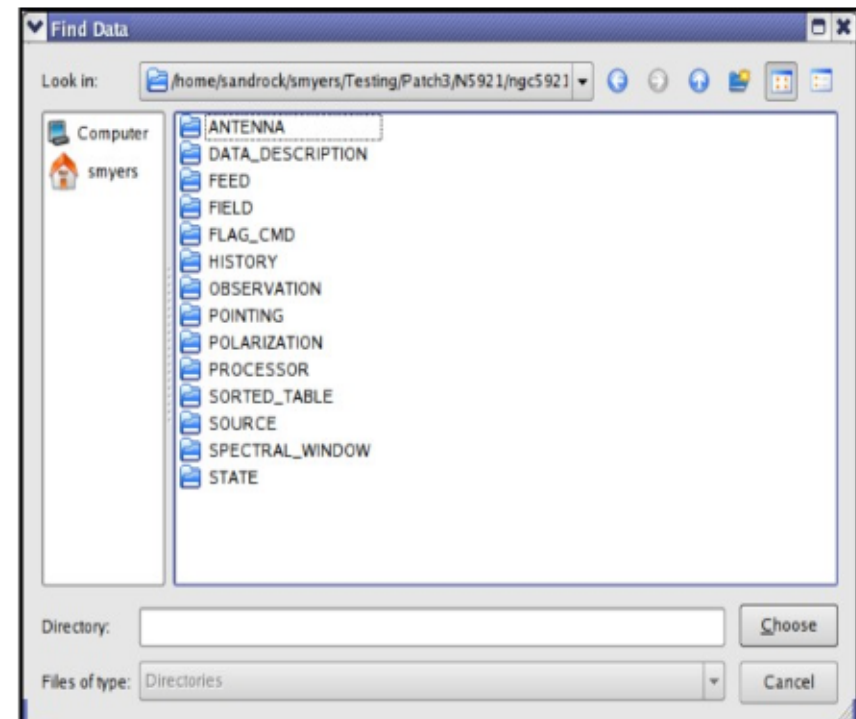 Find Data
Look in: /home/sandrock/smyers/Testing/Patch3/N5921/ngc5921
Computer
smyers
ANTENNA
DATA_DESCRIPTION
FEED
FIELD
FLAG_CMD
HISTORY
OBSERVATION
POINTING
POLARIZATION
PROCESSOR
SORTED_TABLE
SOURCE
SPECTRAL_WINDOW
STATE
Directory: Choose
Files of type: Directories Cancel